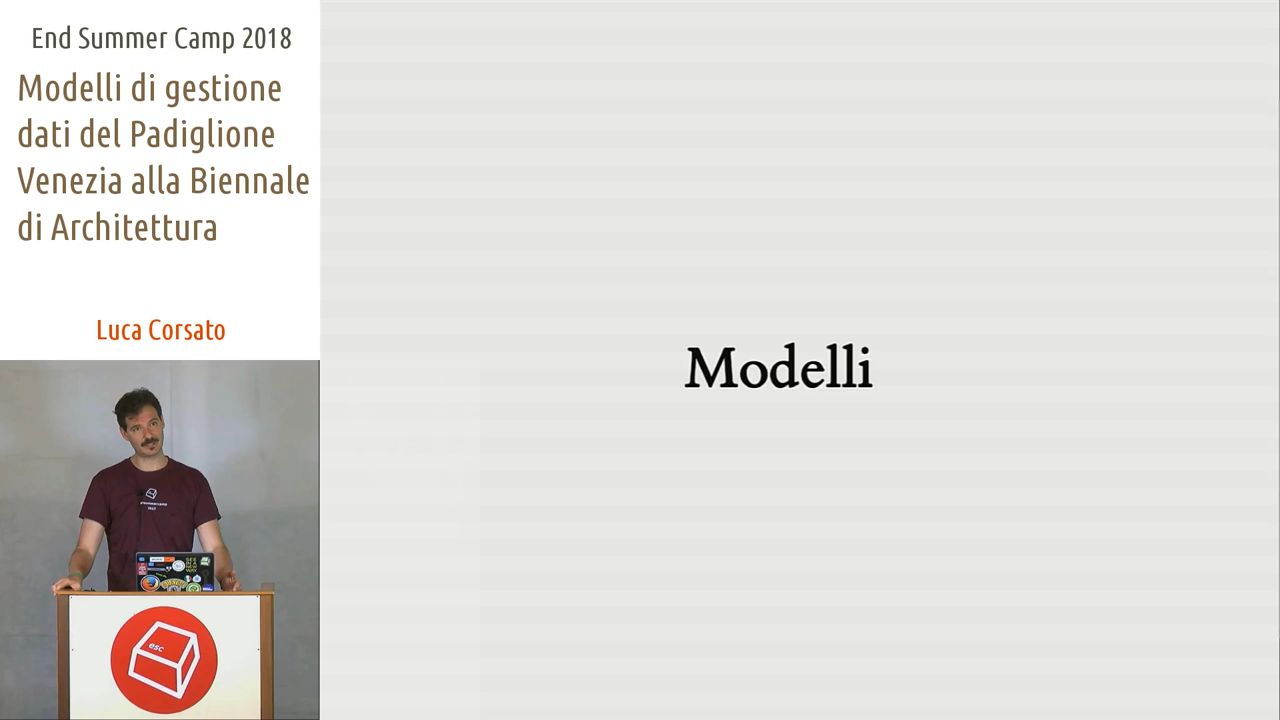 End Summer Camp 2018
Modelli di gestione
dati del Padiglione
Venezia alla Biennale
di Architettura
Luca Corsato
Modelli
esc